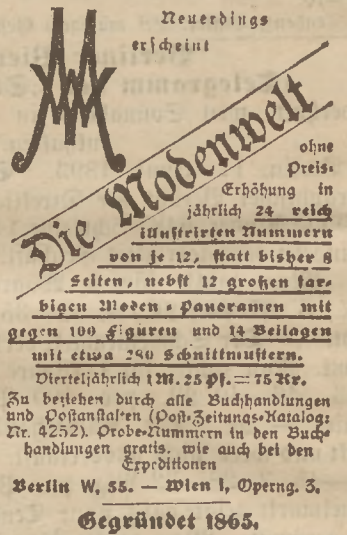 Neuerdings
erscheint
Die Modenwelt
ohne
Preis-
Erhöhung in
jährlich 24 reich
illustrirten Nummern
von je 12, statt bisher 8
Seiten, nebst 12 großen far-
bigen Moden-Panoramen mit
gegen 100 Figuren und 14 Beilagen
mit etwa 280 Schnittmustern.
Vierteljährlich 1 M. 25 Pf. = 75 Kr.
Zu beziehen durch alle Buchhandlungen
und Postanstalten (Post-Zeitungs-Katalog:
Nr. 4252). Probe-Nummern in den Buch-
handlungen gratis, wie auch bei den
Expeditionen
Berlin W, 35. — Wien I, Operng. 3.
Gegründet 1865.